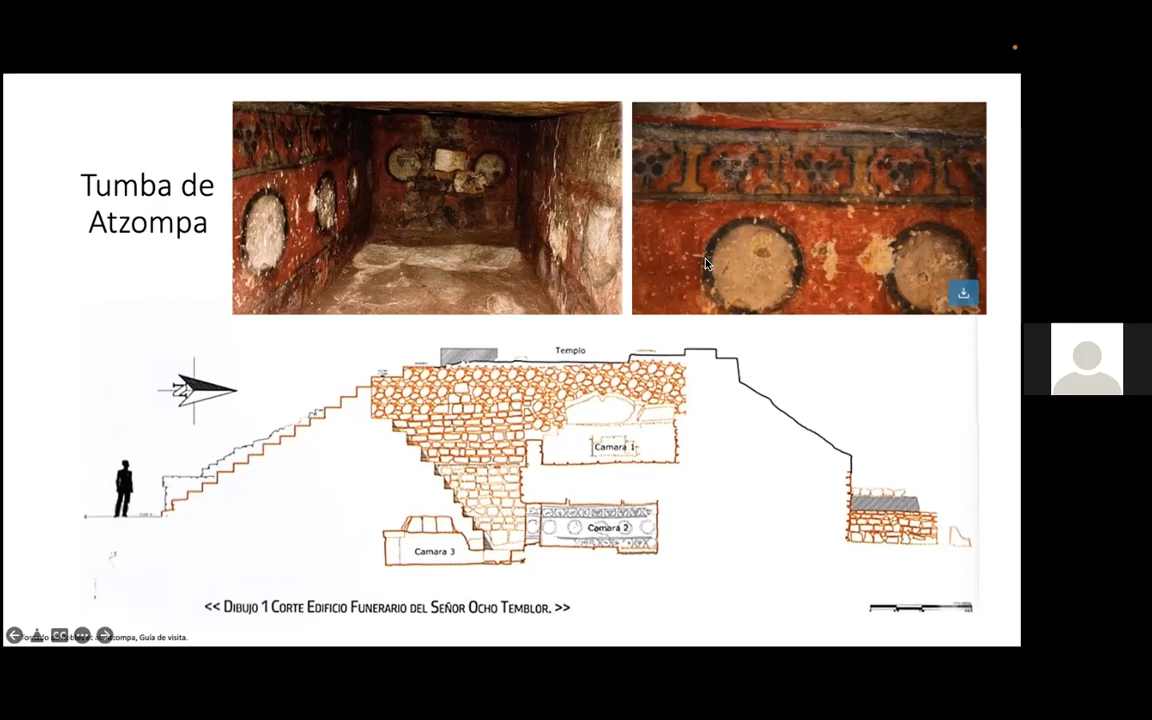 Tumba de
Atzompa
Templo
Camara 1
Camara 2
Camara 3
<< DIBUJO 1 CORTE EDIFICIO FUNERARIO DEL SEÑOR OCHO TEMBLOR. >>
CC
Guía de visita.